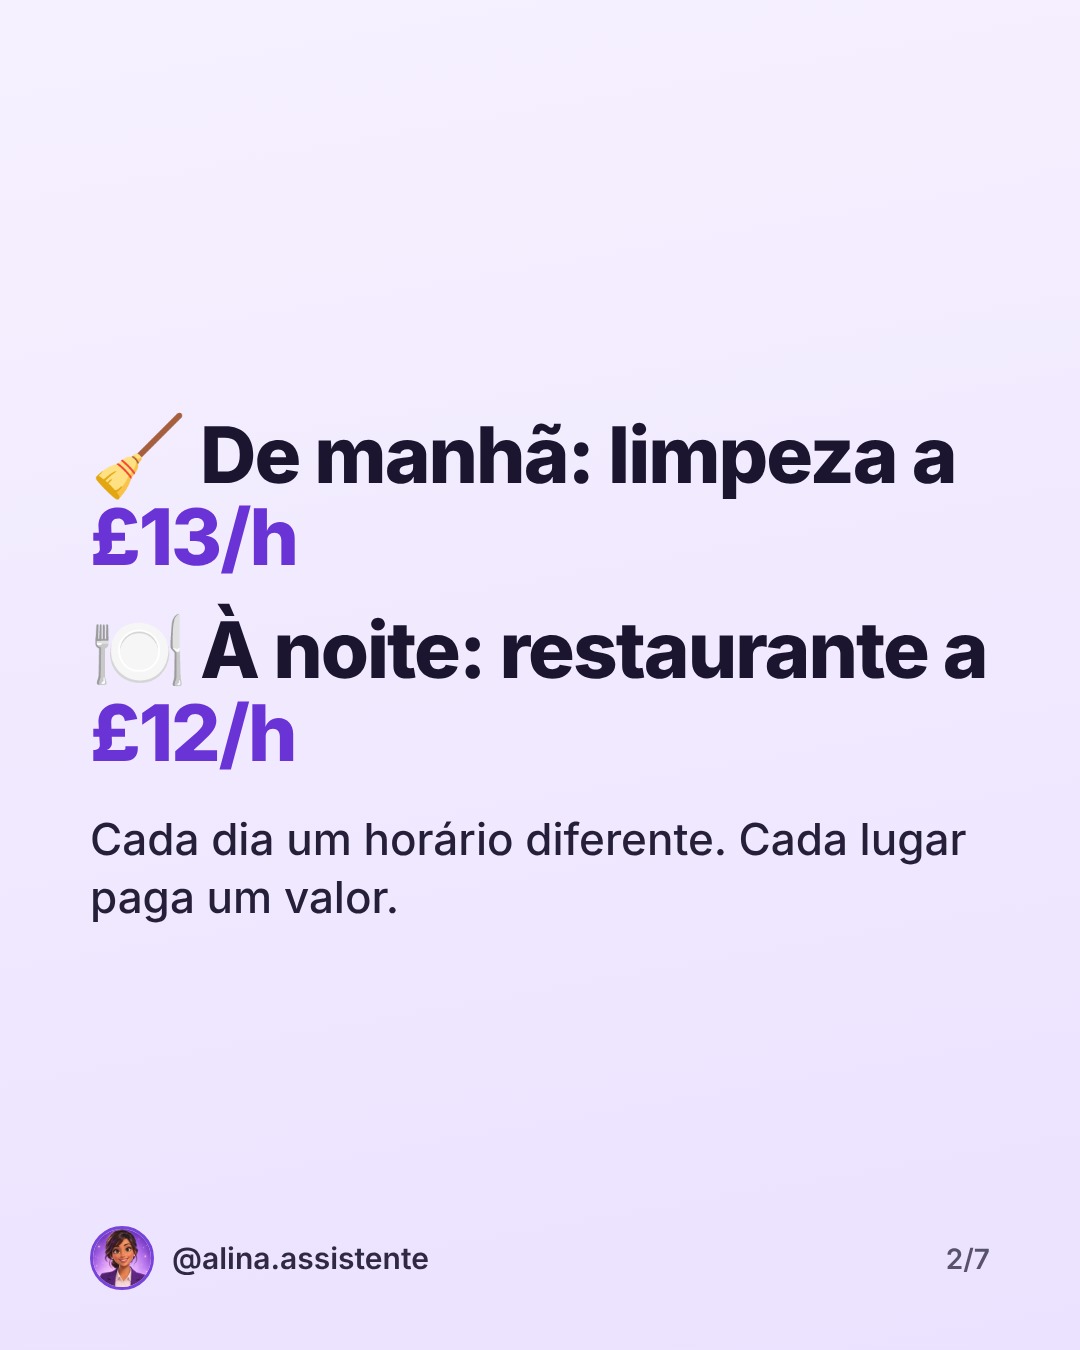 🧹 De manhã: limpeza a
£13/h
🍽️ À noite: restaurante a
£12/h
Cada dia um horário diferente. Cada lugar
paga um valor.
@alina.assistente
2/7